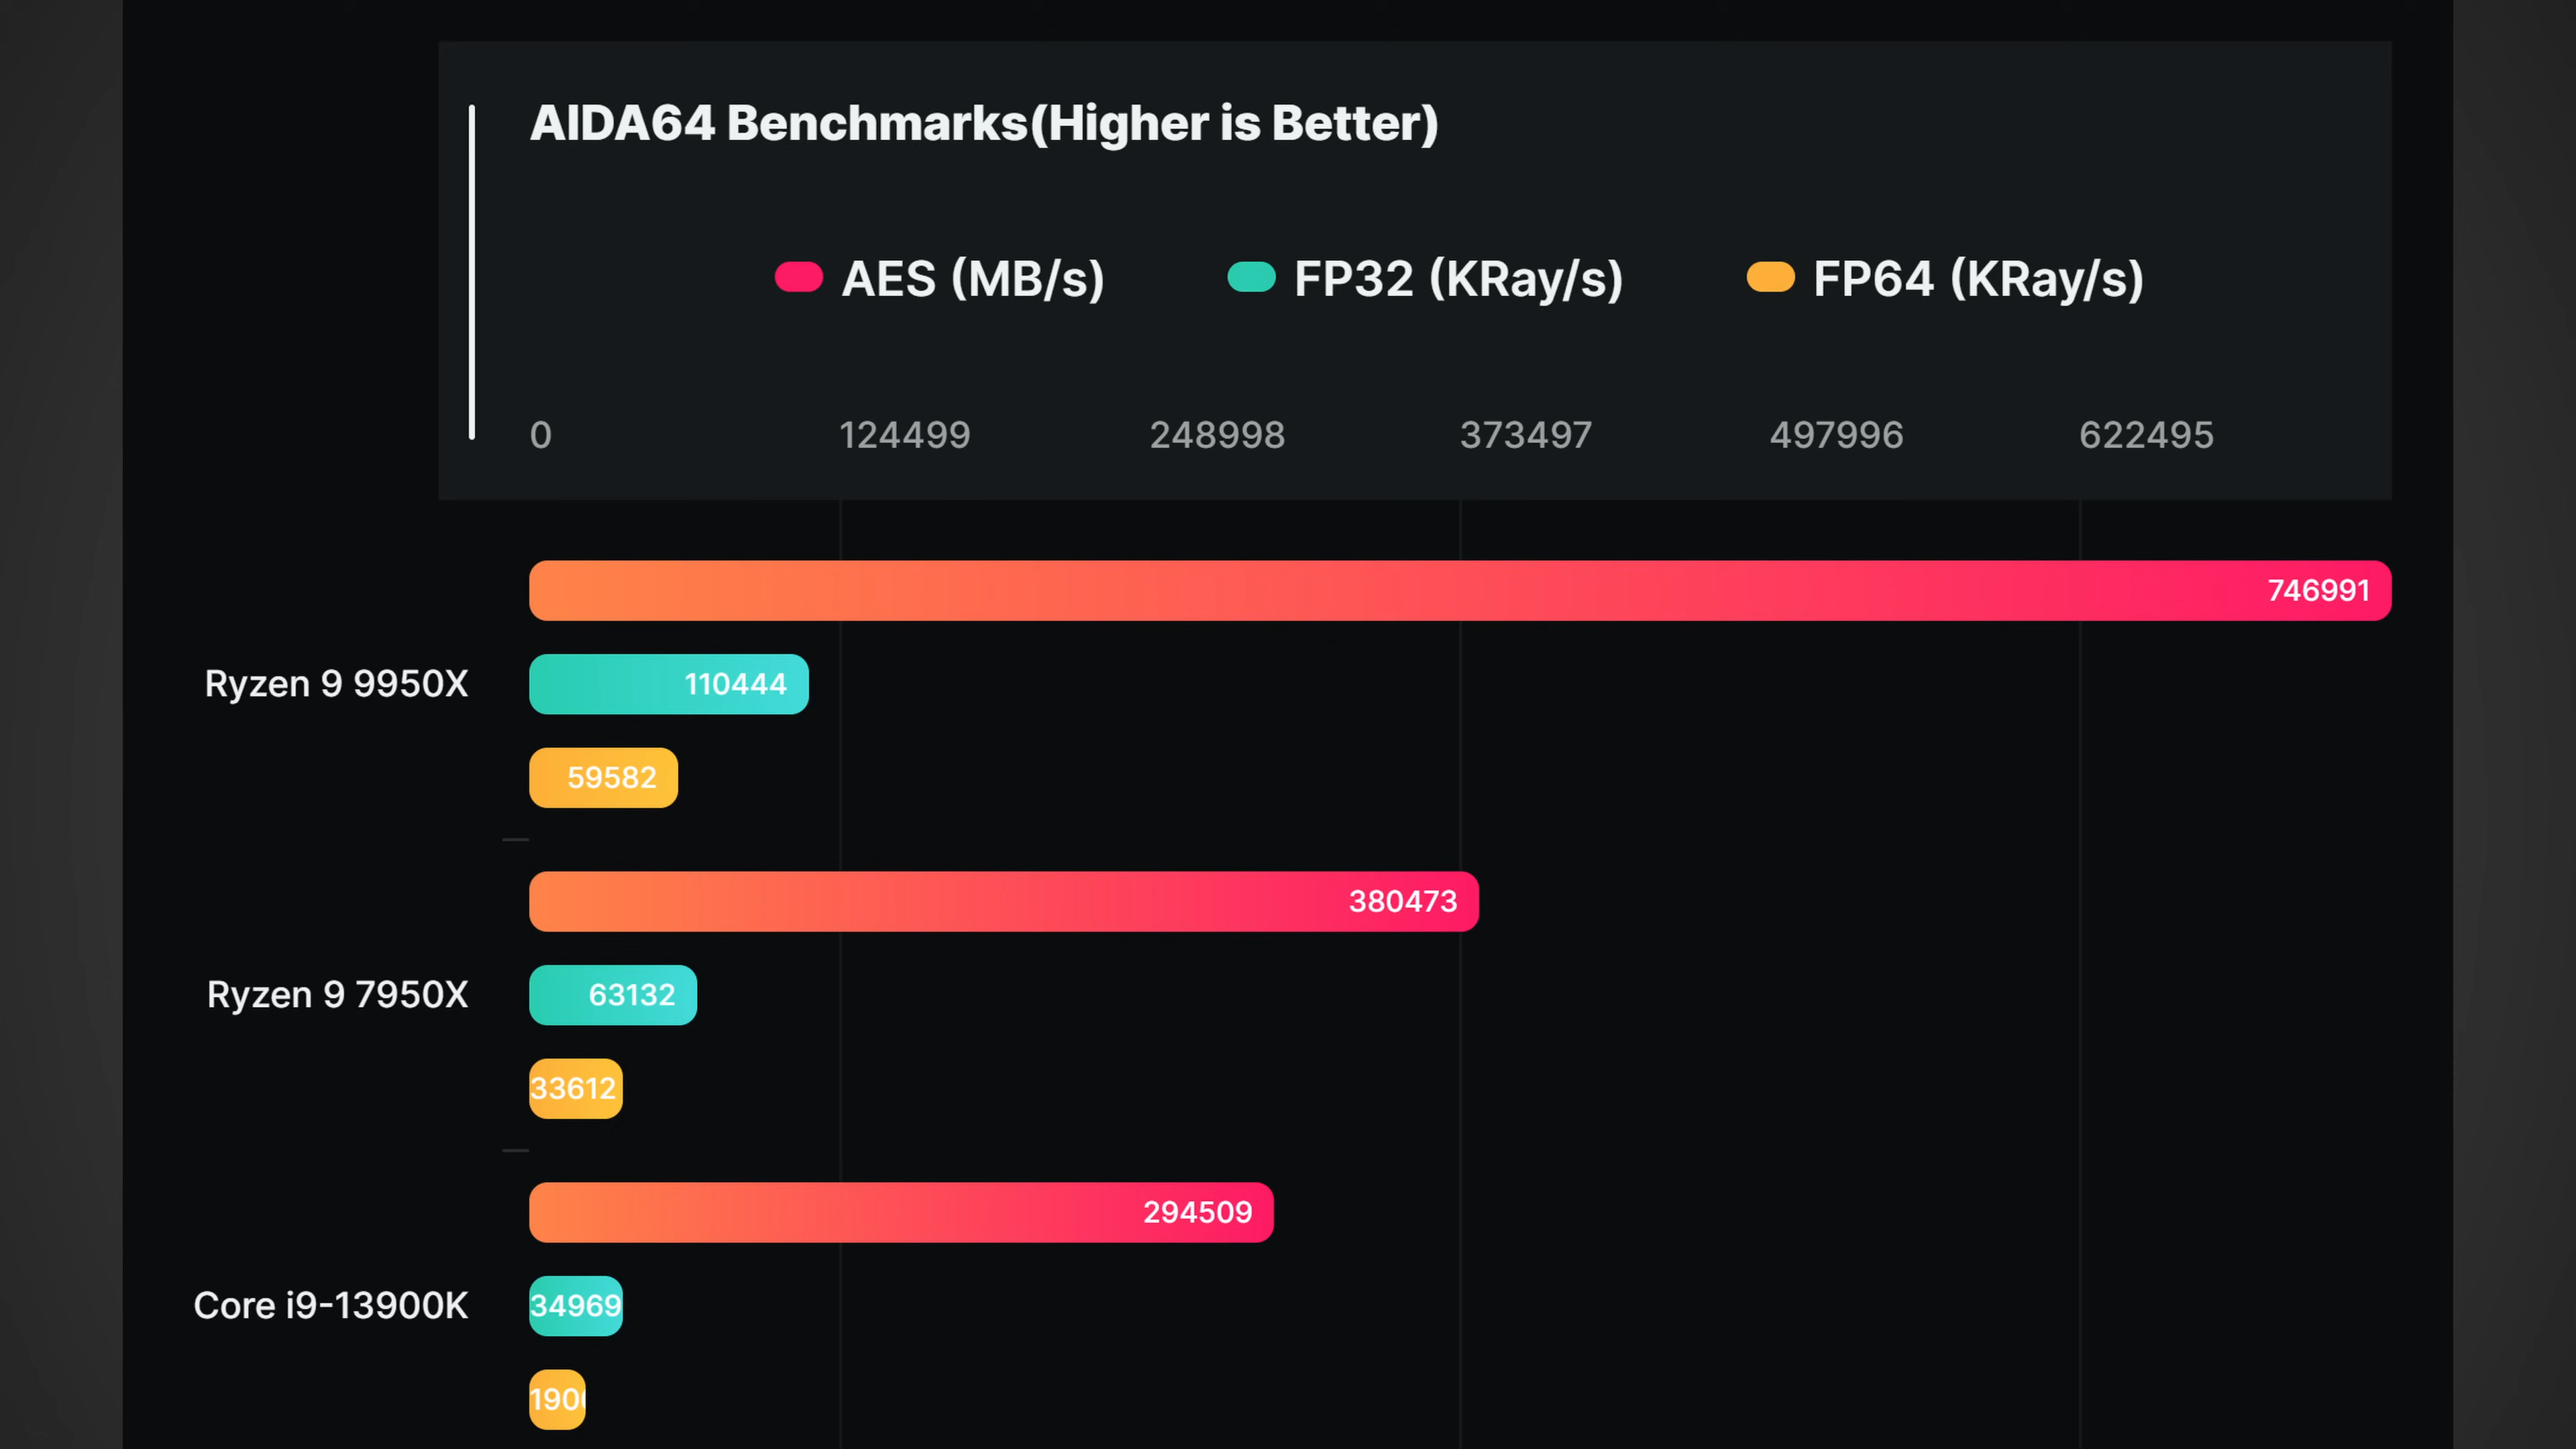 AIDA64 Benchmarks(Higher is Better)
AES (MB/s) FP32 (KRay/s) FP64 (KRay/s)
0 124499 248998 373497 497996 622495
746991
Ryzen 9 9950X 110444
59582
380473
Ryzen 9 7950X 63132
33612
294509
Core i9-13900K 34969